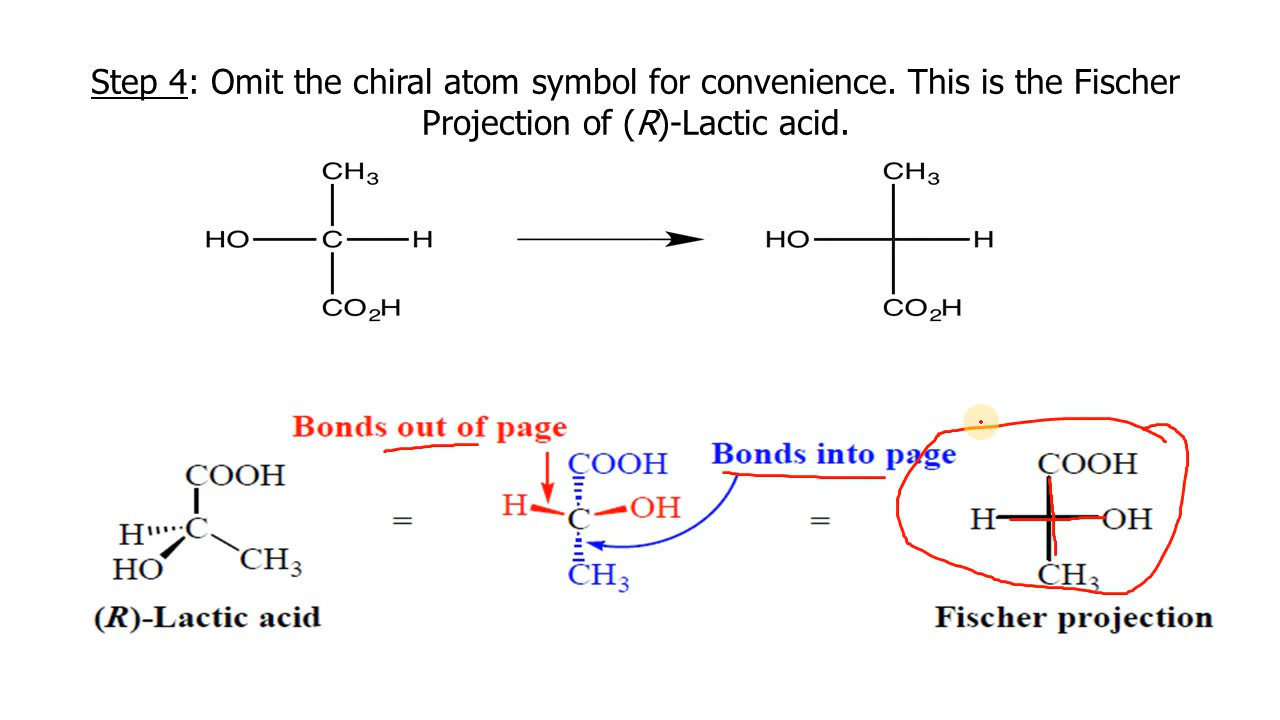 Step 4: Omit the chiral atom symbol for convenience. This is the Fischer
Projection of (R)-Lactic acid.
CH₃
HO C H
CO₂H
CH₃
HO H
CO₂H
Bonds out of page
Bonds into page
COOH
H C
HO CH₃
(R)-Lactic acid
=
COOH
H C OH
CH₃
=
COOH
H OH
CH₃
Fischer projection